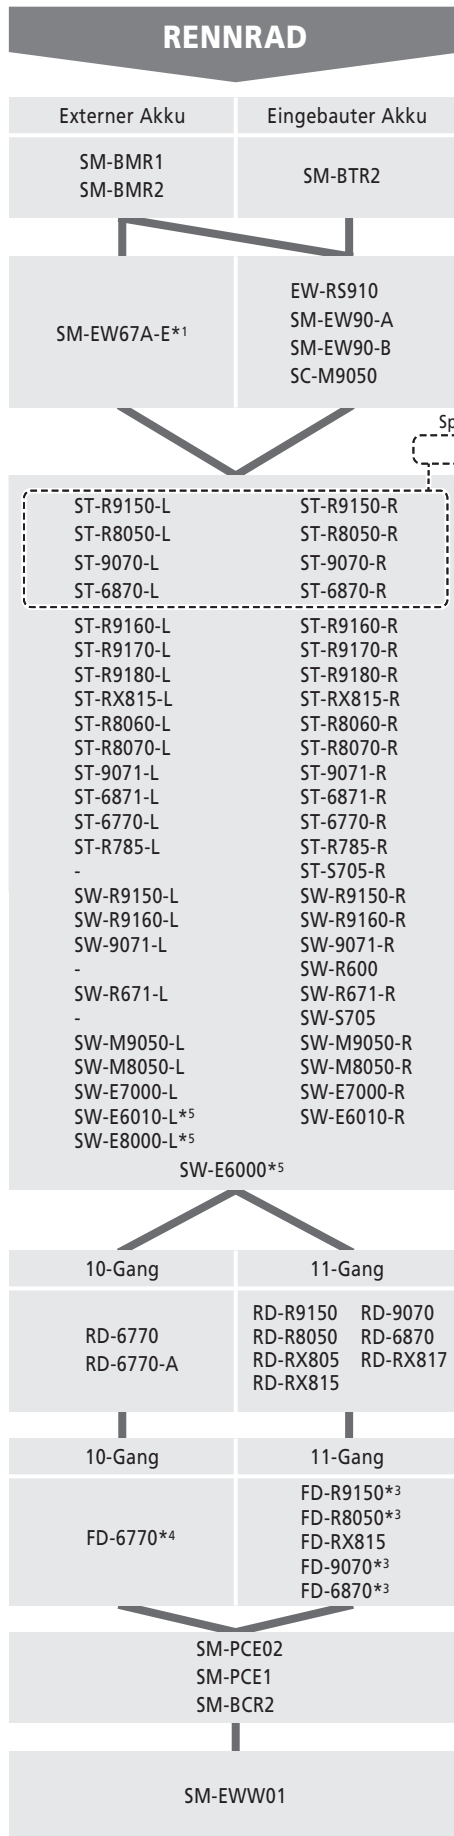 RENNRAD
Externer Akku Eingebauter Akku
SM-BMR1
SM-BMR2
SM-BTR2
SM-EW67A-E*1
EW-RS910
SM-EW90-A
SM-EW90-B
SC-M9050
Sp
ST-R9150-L ST-R9150-R
ST-R8050-L ST-R8050-R
ST-9070-L ST-9070-R
ST-6870-L ST-6870-R
ST-R9160-L ST-R9160-R
ST-R9170-L ST-R9170-R
ST-R9180-L ST-R9180-R
ST-RX815-L ST-RX815-R
ST-R8060-L ST-R8060-R
ST-R8070-L ST-R8070-R
ST-9071-L ST-9071-R
ST-6871-L ST-6871-R
ST-6770-L ST-6770-R
ST-R785-L ST-R785-R
- ST-S705-R
SW-R9150-L SW-R9150-R
SW-R9160-L SW-R9160-R
SW-9071-L SW-9071-R
- SW-R600
SW-R671-L SW-R671-R
- SW-S705
SW-M9050-L SW-M9050-R
SW-M8050-L SW-M8050-R
SW-E7000-L SW-E7000-R
SW-E6010-L*5 SW-E6010-R
SW-E8000-L*5
SW-E6000*5
10-Gang 11-Gang
RD-6770
RD-6770-A
RD-R9150 RD-9070
RD-R8050 RD-6870
RD-RX805 RD-RX817
RD-RX815
10-Gang 11-Gang
FD-6770*4
FD-R9150*3
FD-R8050*3
FD-RX815
FD-9070*3
FD-6870*3
SM-PCE02
SM-PCE1
SM-BCR2
SM-EWW01